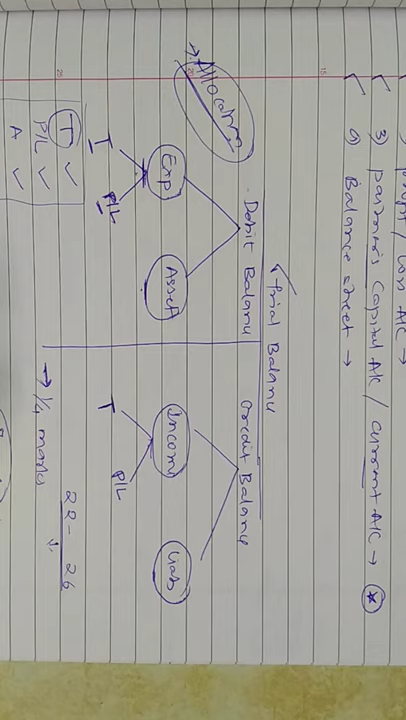 Profit / Loss A/C →
3) partner's Capital A/c / current A/C → ★
4) Balance sheet →
Trial Balance
- Debit Balance
Credit Balance
→ Allocation
Exp
Asset
Income
Liab
T
P/L
T
P/L
T ✓
P/L ✓
A ✓
→ 1/4 marks
22 - 26